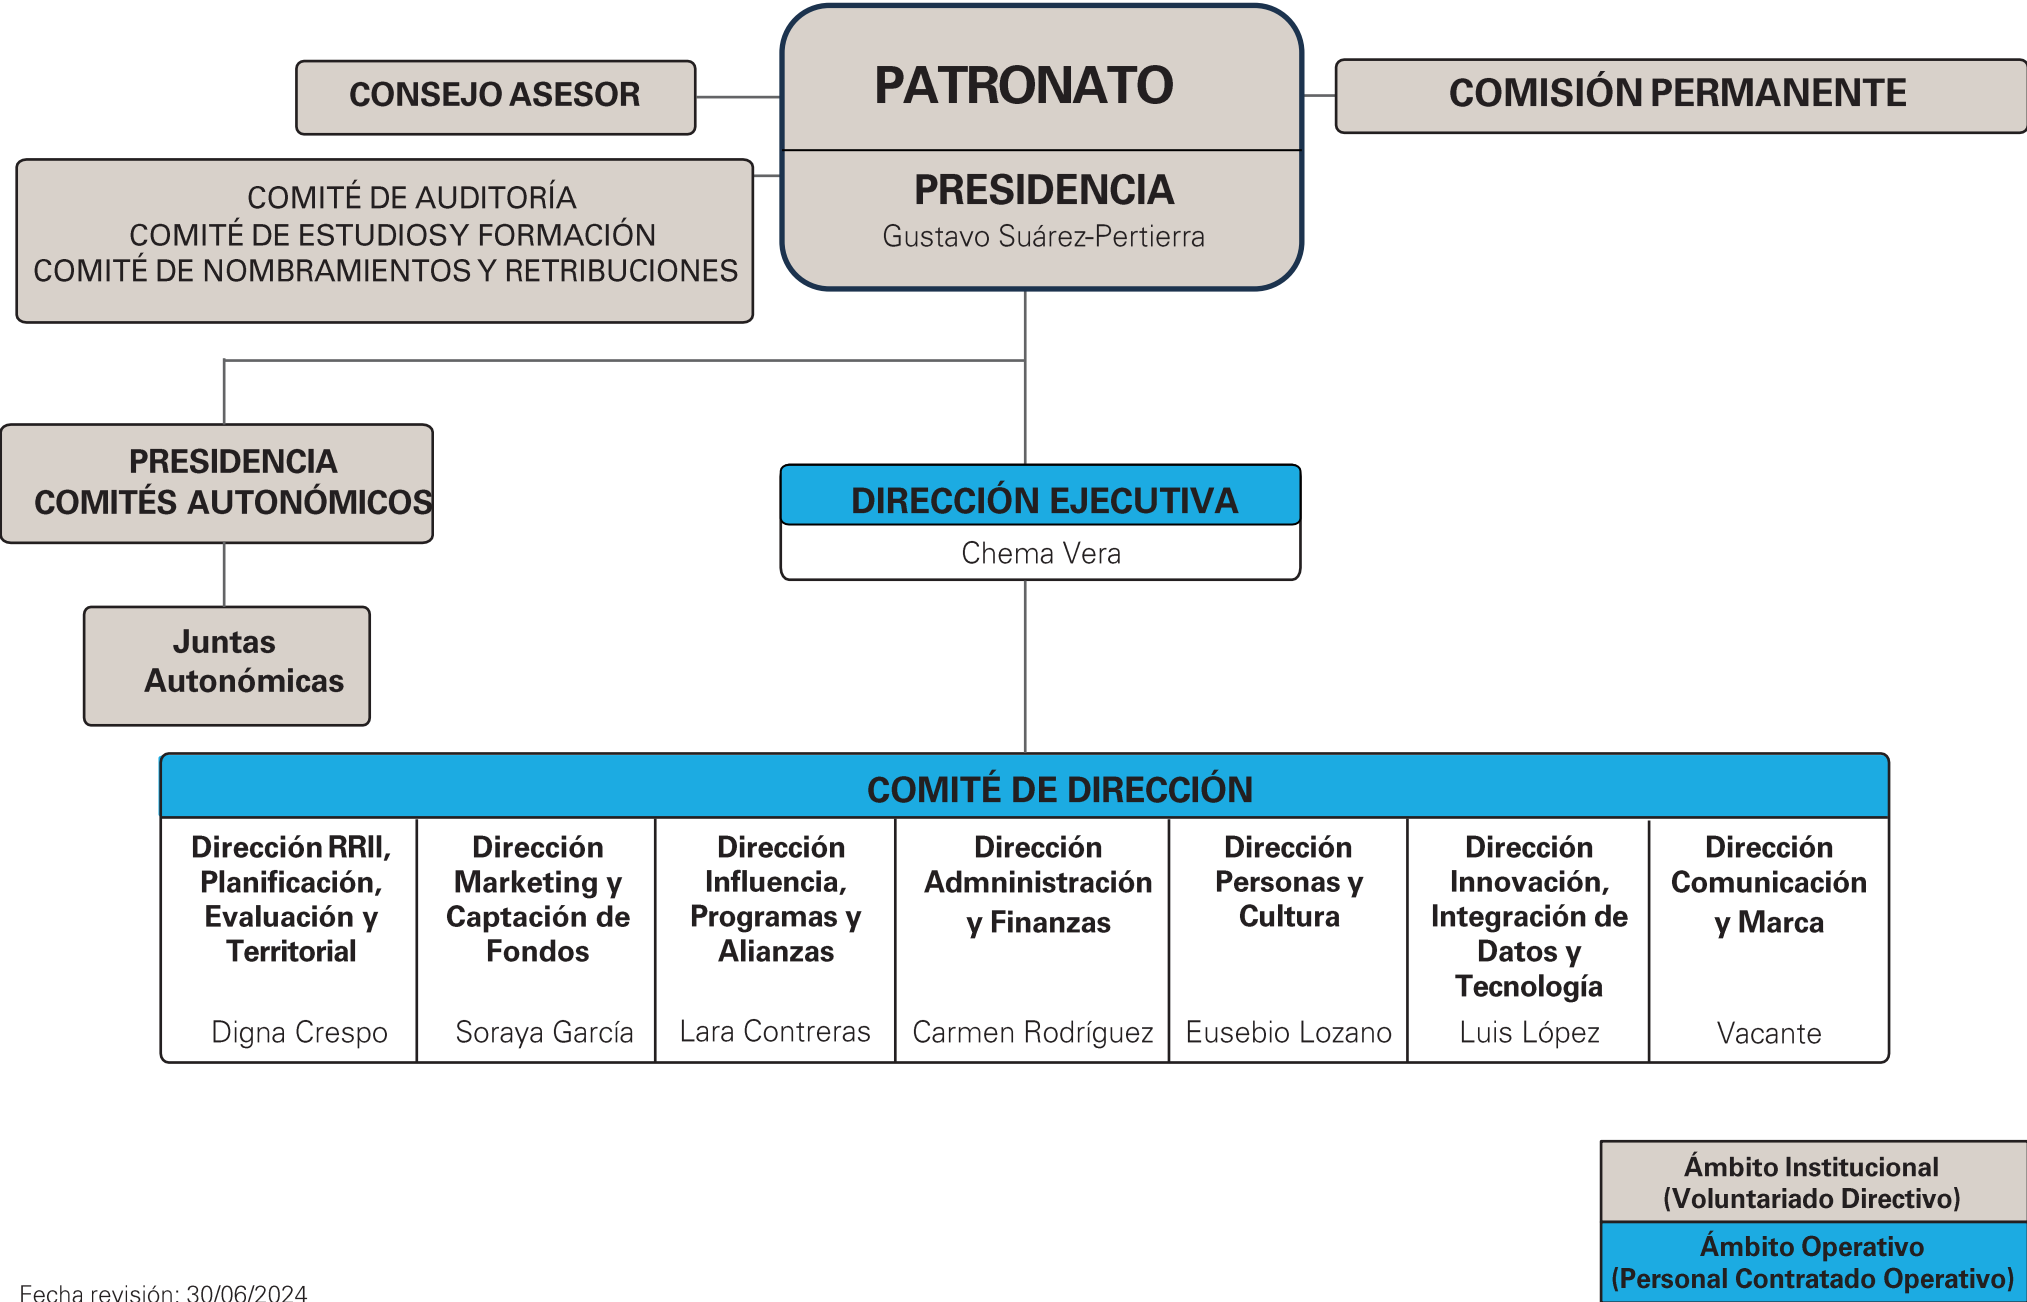 PATRONATO
CONSEJO ASESOR
COMISIÓN PERMANENTE
PRESIDENCIA
Gustavo Suárez-Pertierra
COMITÉ DE AUDITORÍA
COMITÉ DE ESTUDIOS Y FORMACIÓN
COMITÉ DE NOMBRAMIENTOS Y RETRIBUCIONES
PRESIDENCIA
COMITÉS AUTONÓMICOS
DIRECCIÓN EJECUTIVA
Chema Vera
Juntas
Autonómicas
COMITÉ DE DIRECCIÓN
Dirección RRII,
Planificación,
Evaluación y
Territorial
Digna Crespo
Dirección
Marketing y
Captación de
Fondos
Soraya García
Dirección
Influencia,
Programas y
Alianzas
Lara Contreras
Dirección
Admninistración
y Finanzas
Carmen Rodríguez
Dirección
Personas y
Cultura
Eusebio Lozano
Dirección
Innovación,
Integración de
Datos y
Tecnología
Luis López
Dirección
Comunicación
y Marca
Vacante
Ámbito Institucional
(Voluntariado Directivo)
Ámbito Operativo
(Personal Contratado Operativo)
Fecha revisión: 30/06/2024